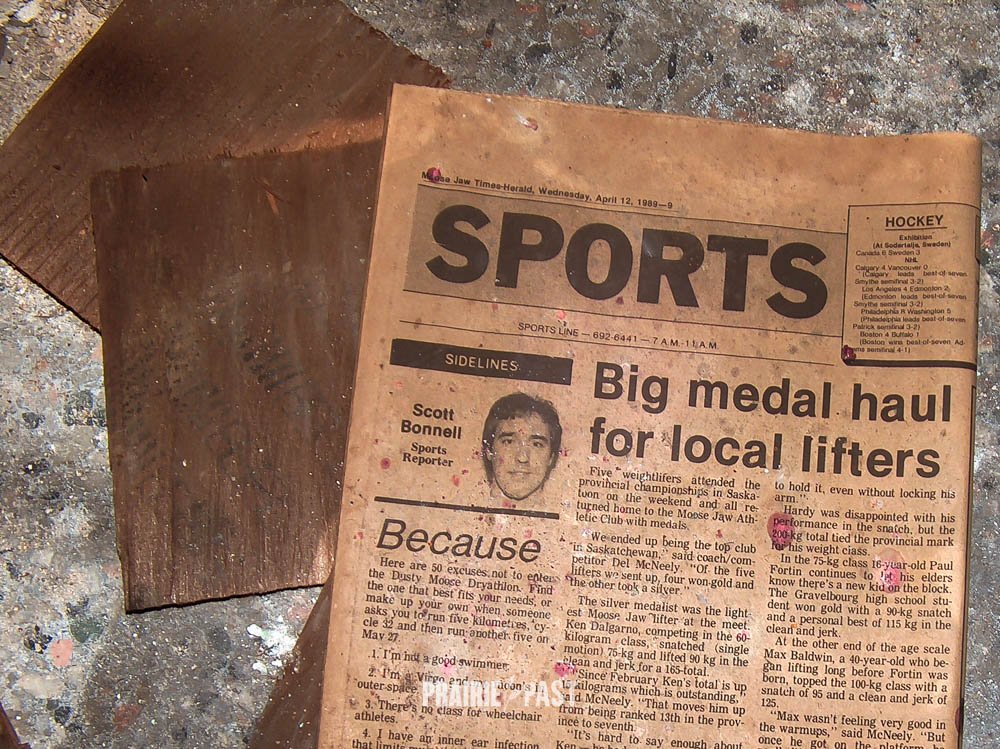 Moose Jaw Times-Herald, Wednesday, April 12, 1989—9
SPORTS
SPORTS LINE — 692-6441 — 7 A.M.-11 A.M.
HOCKEY
Exhibition
(At Sodertalje, Sweden)
Canada 6 Sweden 3
NHL
Calgary 4 Vancouver 0
(Calgary leads best-of-seven
Smythe semifinal 3-2)
Los Angeles 4 Edmonton 2
(Edmonton leads best-of-seven
Smythe semifinal 3-2)
Philadelphia 8 Washington 5
(Philadelphia leads best-of-seven
Patrick semifinal 3-2)
Boston 4 Buffalo 1
(Boston wins best-of-seven Ad-
ams semifinal 4-1)
SIDELINES
Scott
Bonnell
Sports
Reporter
Because
Here are 50 excuses not to enter
the Dusty Moose Dryathlon. Find
the one that best fits your needs, or
make up your own when someone
asks you to run five kilometres, cy-
cle 32 and then run another five on
May 27.
1. I'm not a good swimmer.
2. I'm a Virgo and my
outer-space
3. There's no class for wheelchair
athletes.
4. I have an inner ear infection
that limits
Big medal haul
for local lifters
Five weightlifters attended the
provincial championships in Saska-
toon on the weekend and all re-
turned home to the Moose Jaw Ath-
letic Club with medals.
"We ended up being the top club
in Saskatchewan," said coach/com-
petitor Del McNeely. "Of the five
lifters we sent up, four won gold and
the other took a silver."
The silver medalist was the light-
est Moose Jaw lifter at the meet.
Ken Dalgarno, competing in the 60-
kilogram class, snatched (single
motion) 75-kg and lifted 90 kg in the
clean and jerk for a 165-total.
"Since February Ken's total is up
kilograms which is outstanding,"
said McNeely. "That moves him up
from being ranked 13th in the prov-
ince to seventh.
"It's hard to say enough about
Ken
to hold it, even without locking his
arm."
Hardy was disappointed with his
performance in the snatch, but the
200-kg total tied the provincial mark
for his weight class.
In the 75-kg class 16-year-old Paul
Fortin continues to let his elders
know there's a new kid on the block.
The Gravelbourg high school stu-
dent won gold with a 90-kg snatch
and a personal best of 115 kg in the
clean and jerk.
At the other end of the age scale
Max Baldwin, a 40-year-old who be-
gan lifting long before Fortin was
born, topped the 100-kg class with a
snatch of 95 and a clean and jerk of
125.
"Max wasn't feeling very good in
the warmups," said McNeely. "But
once he got on the
PRAIRIE PAST